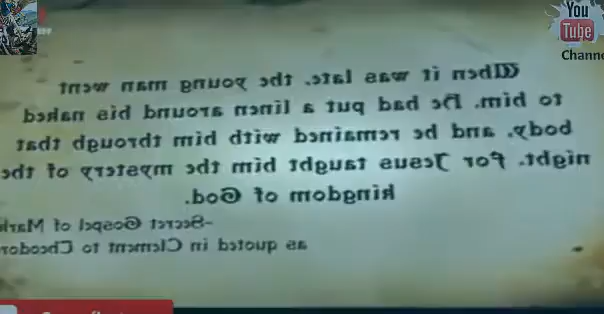 You
Tube
Channe
When it was late, the young man went
to him. He had put a linen around his naked
body, and he remained with him through that
night. For Jesus taught him the mystery of the
kingdom of God.
-Secret Gospel of Mark
as quoted in Clement to Theodor